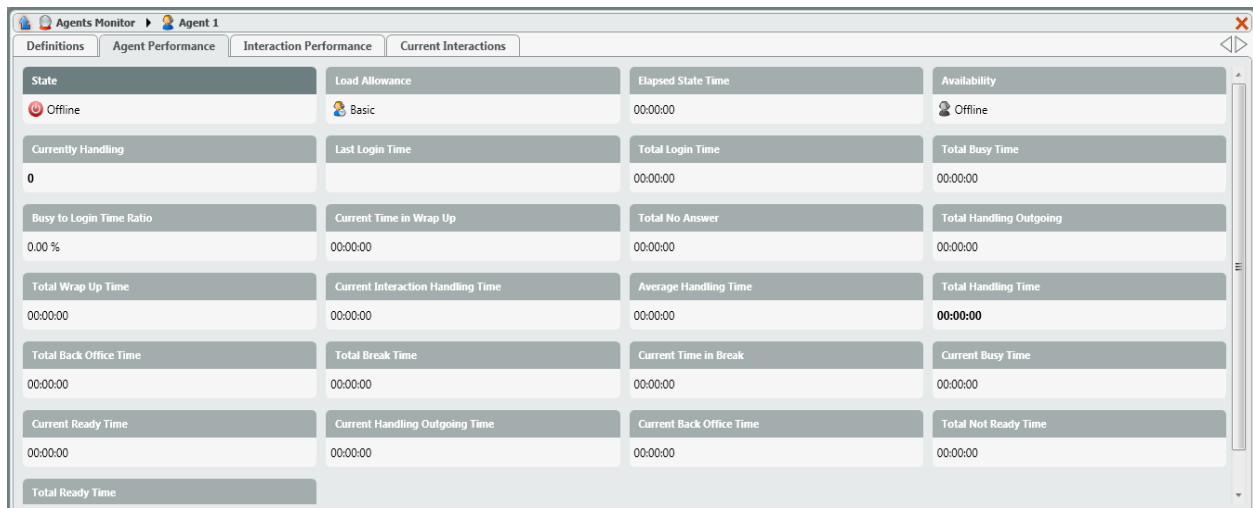 Agents Monitor Agent 1
Definitions Agent Performance Interaction Performance Current Interactions
State Load Allowance Elapsed State Time Availability
Offline Basic 00:00:00 Offline
Currently Handling Last Login Time Total Login Time Total Busy Time
0 00:00:00 00:00:00
Busy to Login Time Ratio Current Time in Wrap Up Total No Answer Total Handling Outgoing
0.00 % 00:00:00 00:00:00 00:00:00
Total Wrap Up Time Current Interaction Handling Time Average Handling Time Total Handling Time
00:00:00 00:00:00 00:00:00 00:00:00
Total Back Office Time Total Break Time Current Time in Break Current Busy Time
00:00:00 00:00:00 00:00:00 00:00:00
Current Ready Time Current Handling Outgoing Time Current Back Office Time Total Not Ready Time
00:00:00 00:00:00 00:00:00 00:00:00
Total Ready Time